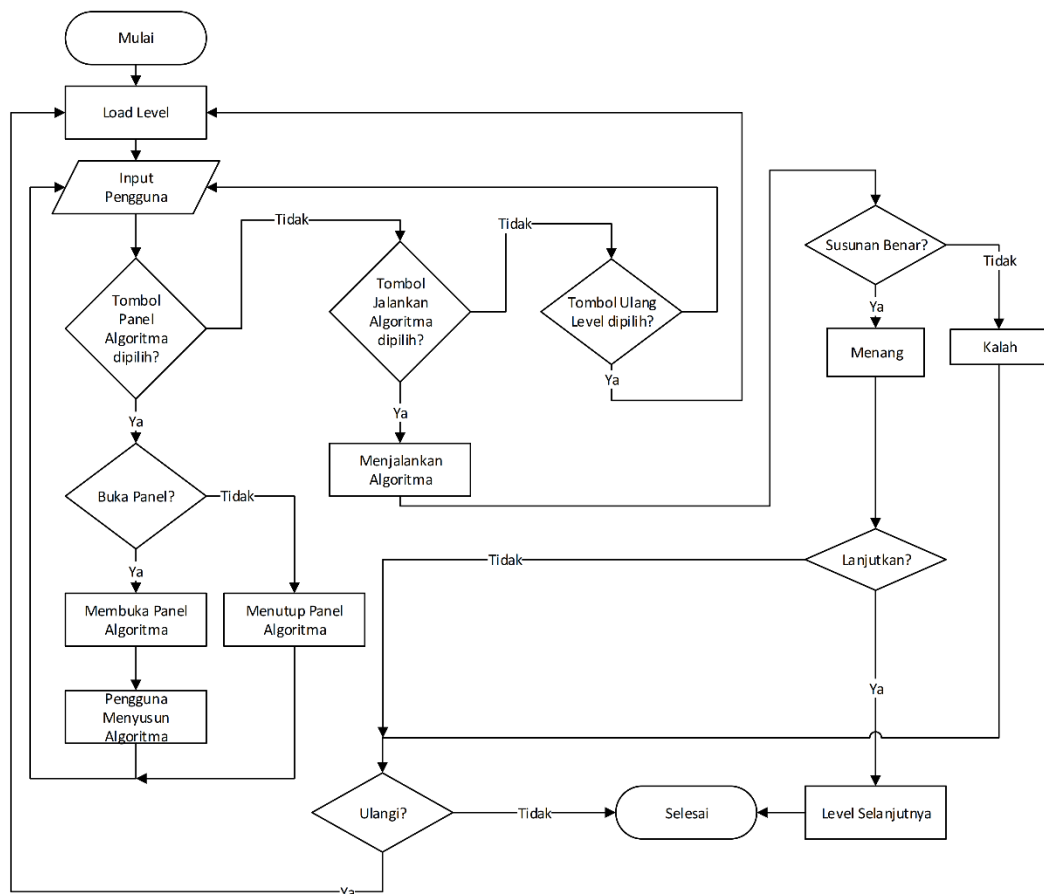 Mulai
Load Level
Input
Pengguna
Tidak
Tidak
Tombol
Panel
Algoritma
dipilih?
Tombol
Jalankan
Algoritma
dipilih?
Tombol Ulang
Level dipilih?
Susunan Benar?
Tidak
Ya
Menang
Kalah
Ya
Ya
Ya
Buka Panel?
Tidak
Menjalankan
Algoritma
Ya
Membuka Panel
Algoritma
Menutup Panel
Algoritma
Pengguna
Menyusun
Algoritma
Tidak
Lanjutkan?
Ya
Ulangi?
Tidak
Selesai
Level Selanjutnya
Ya